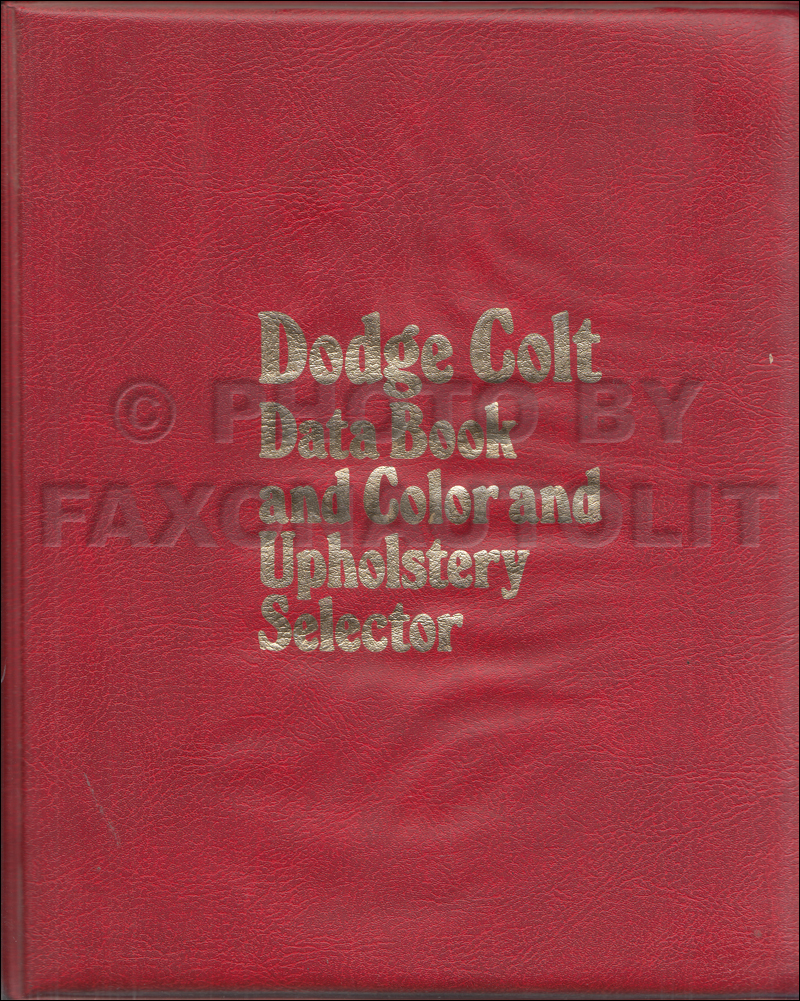 Dodge Colt
© PHOTO BY
Data Book
and Color and
FAXONAUTOLIT
Upholstery
Selector